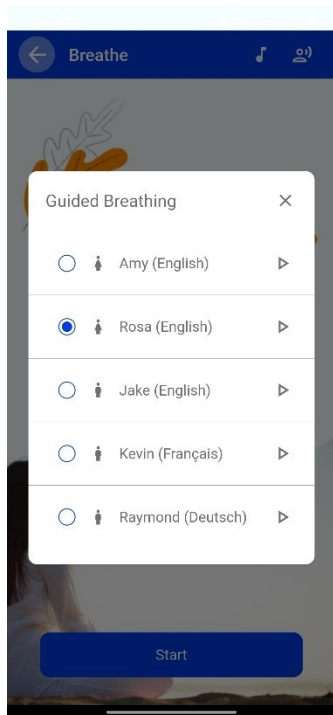 Breathe
Guided Breathing
Amy (English)
Rosa (English)
Jake (English)
Kevin (Français)
Raymond (Deutsch)
Start